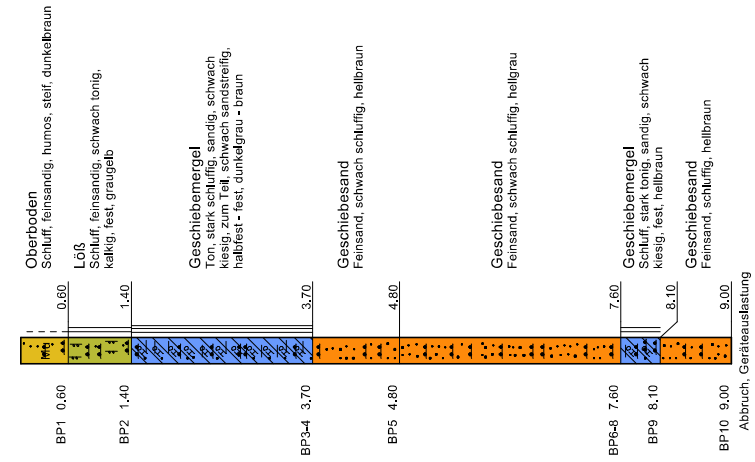 Oberboden
Schluff, feinsandig, humos, steif, dunkelbraun
0.60
BP1 0.60
Löß
Schluff, feinsandig, schwach tonig,
kalkig, fest, graugelb
1.40
BP2 1.40
Geschiebemergel
Ton, stark schluffig, sandig, schwach
kiesig, zum Teil, schwach sandstreifig,
halbfest - fest, dunkelgrau - braun
3.70
BP3-4 3.70
Geschiebesand
Feinsand, schwach schluffig, hellbraun
4.80
BP5 4.80
Geschiebesand
Feinsand, schwach schluffig, hellgrau
7.60
BP6-8 7.60
Geschiebemergel
Schluff, stark tonig, sandig, schwach
kiesig, fest, hellbraun
8.10
BP9 8.10
Geschiebesand
Feinsand, schluffig, hellbraun
9.00
BP10 9.00
Abbruch, Geräteauslastung